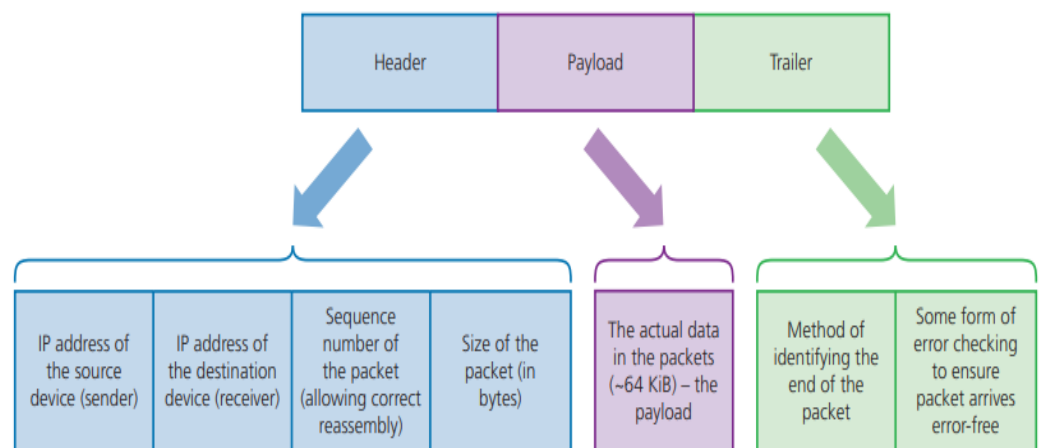 Header
Payload
Trailer
IP address of
the source
device (sender)
IP address of
the destination
device (receiver)
Sequence
number of
the packet
(allowing correct
reassembly)
Size of the
packet (in
bytes)
The actual data
in the packets
(~64 KiB) – the
payload
Method of
identifying the
end of the
packet
Some form of
error checking
to ensure
packet arrives
error-free